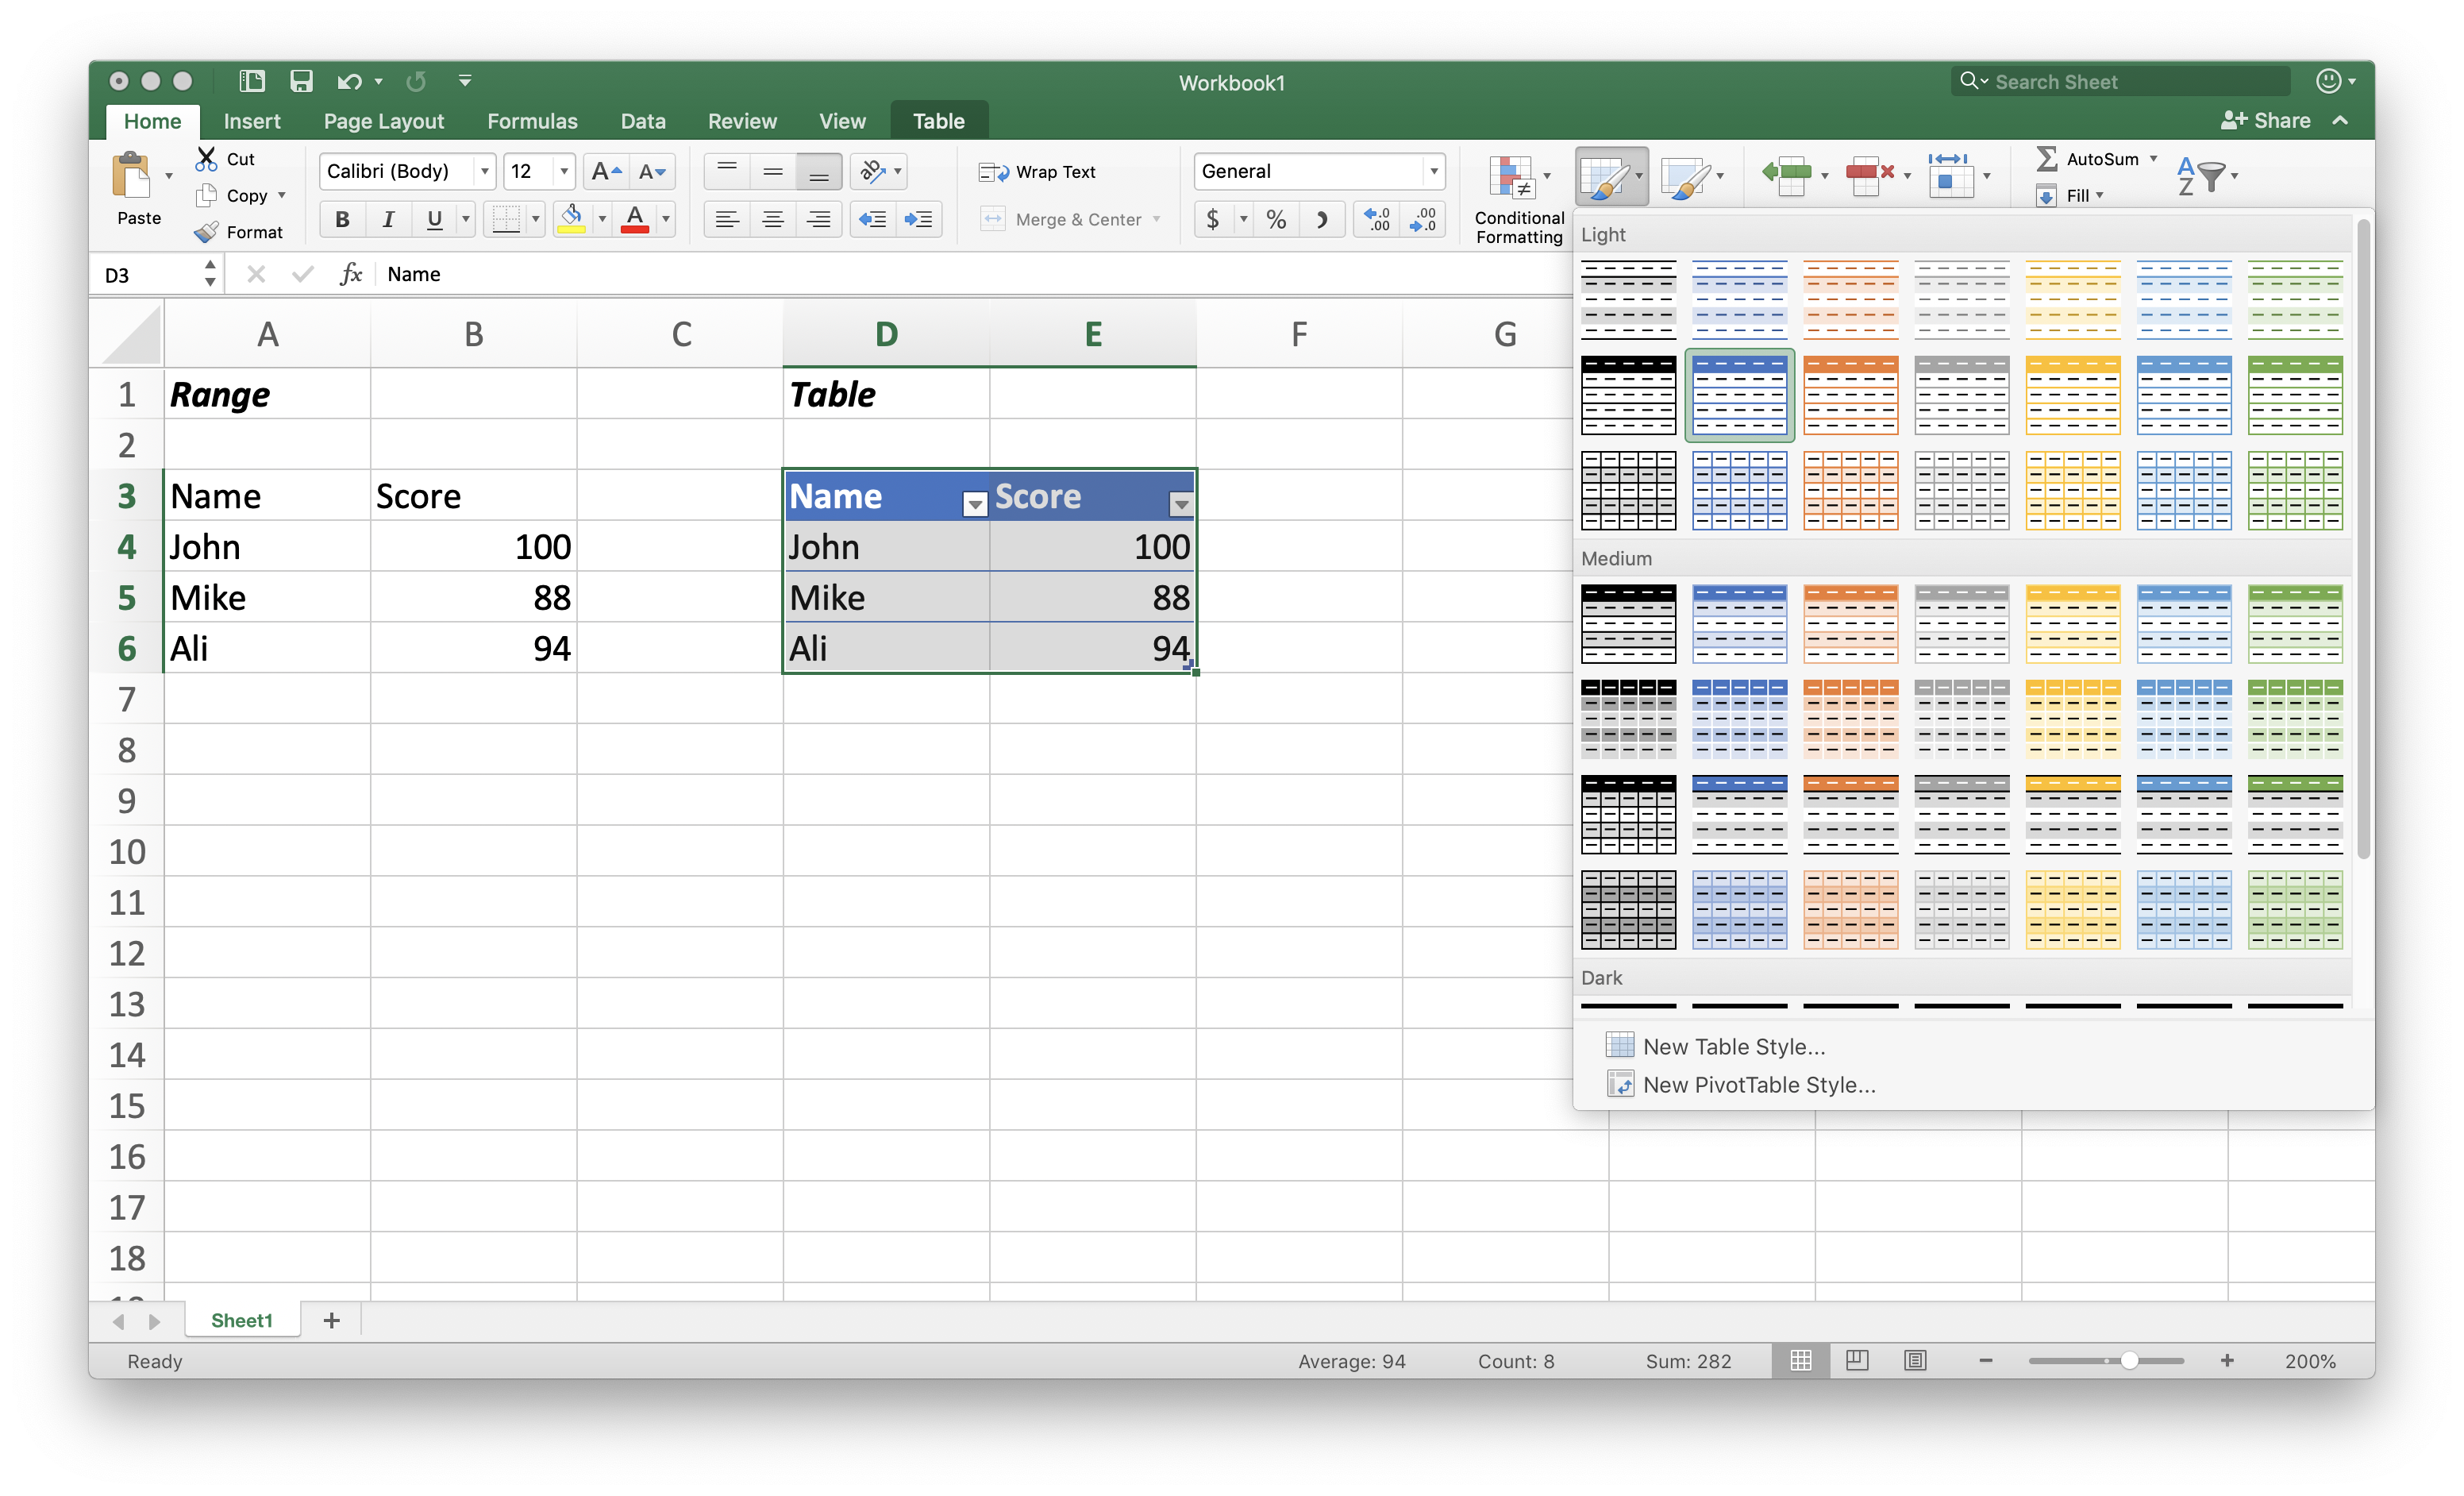 Workbook1
Search Sheet
Home Insert Page Layout Formulas Data Review View Table
Share
Paste
Cut
Copy
Format
Calibri (Body) 12
A A
B I U A
ab
Wrap Text
Merge & Center
General
$ % .0 .00 .00 .0
Conditional
Formatting
AutoSum
Fill
A
Z
D3 fx Name
A B C D E F G
1 Range Table
2
3 Name Score Name Score
4 John 100 John 100
5 Mike 88 Mike 88
6 Ali 94 Ali 94
7
8
9
10
11
12
13
14
15
16
17
18
Light
Medium
Dark
New Table Style...
New PivotTable Style...
Sheet1 +
Ready Average: 94 Count: 8 Sum: 282 200%